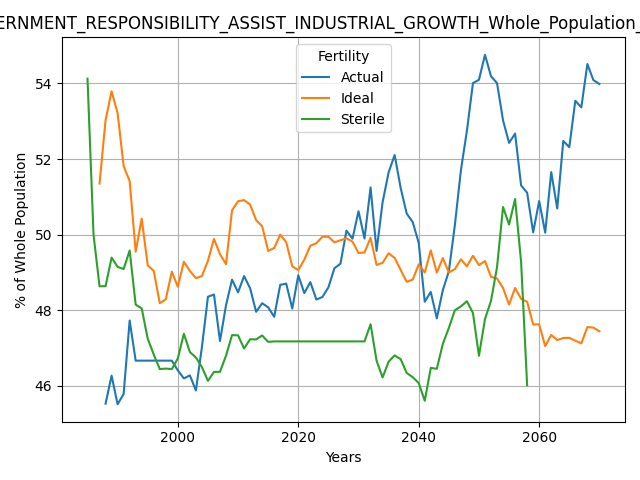 ERNMENT_RESPONSIBILITY_ASSIST_INDUSTRIAL_GROWTH_Whole_Population_
Fertility
Actual
Ideal
Sterile
% of Whole Population
54
52
50
48
46
2000
2020
2040
2060
Years